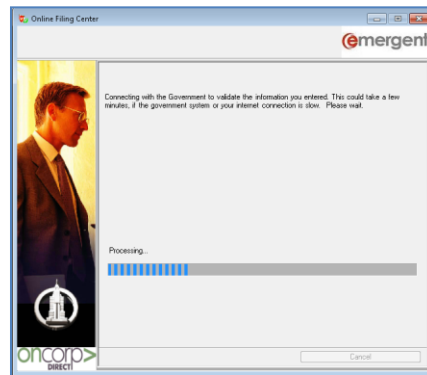 Online Filing Center
emergent
Connecting with the Government to validate the information you entered. This could take a few
minutes, if the government system or your internet connection is slow. Please wait.
Processing...
oncorp>
DIRECT
Cancel